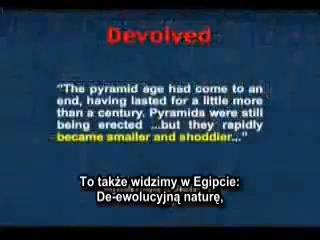 Devolved
"The pyramid age had come to an
end, having lasted for a little more
than a century. Pyramids were still
being erected ...but they rapidly
became smaller and shoddier..."
To także widzimy w Egipcie:
De-ewolucyjną naturę,